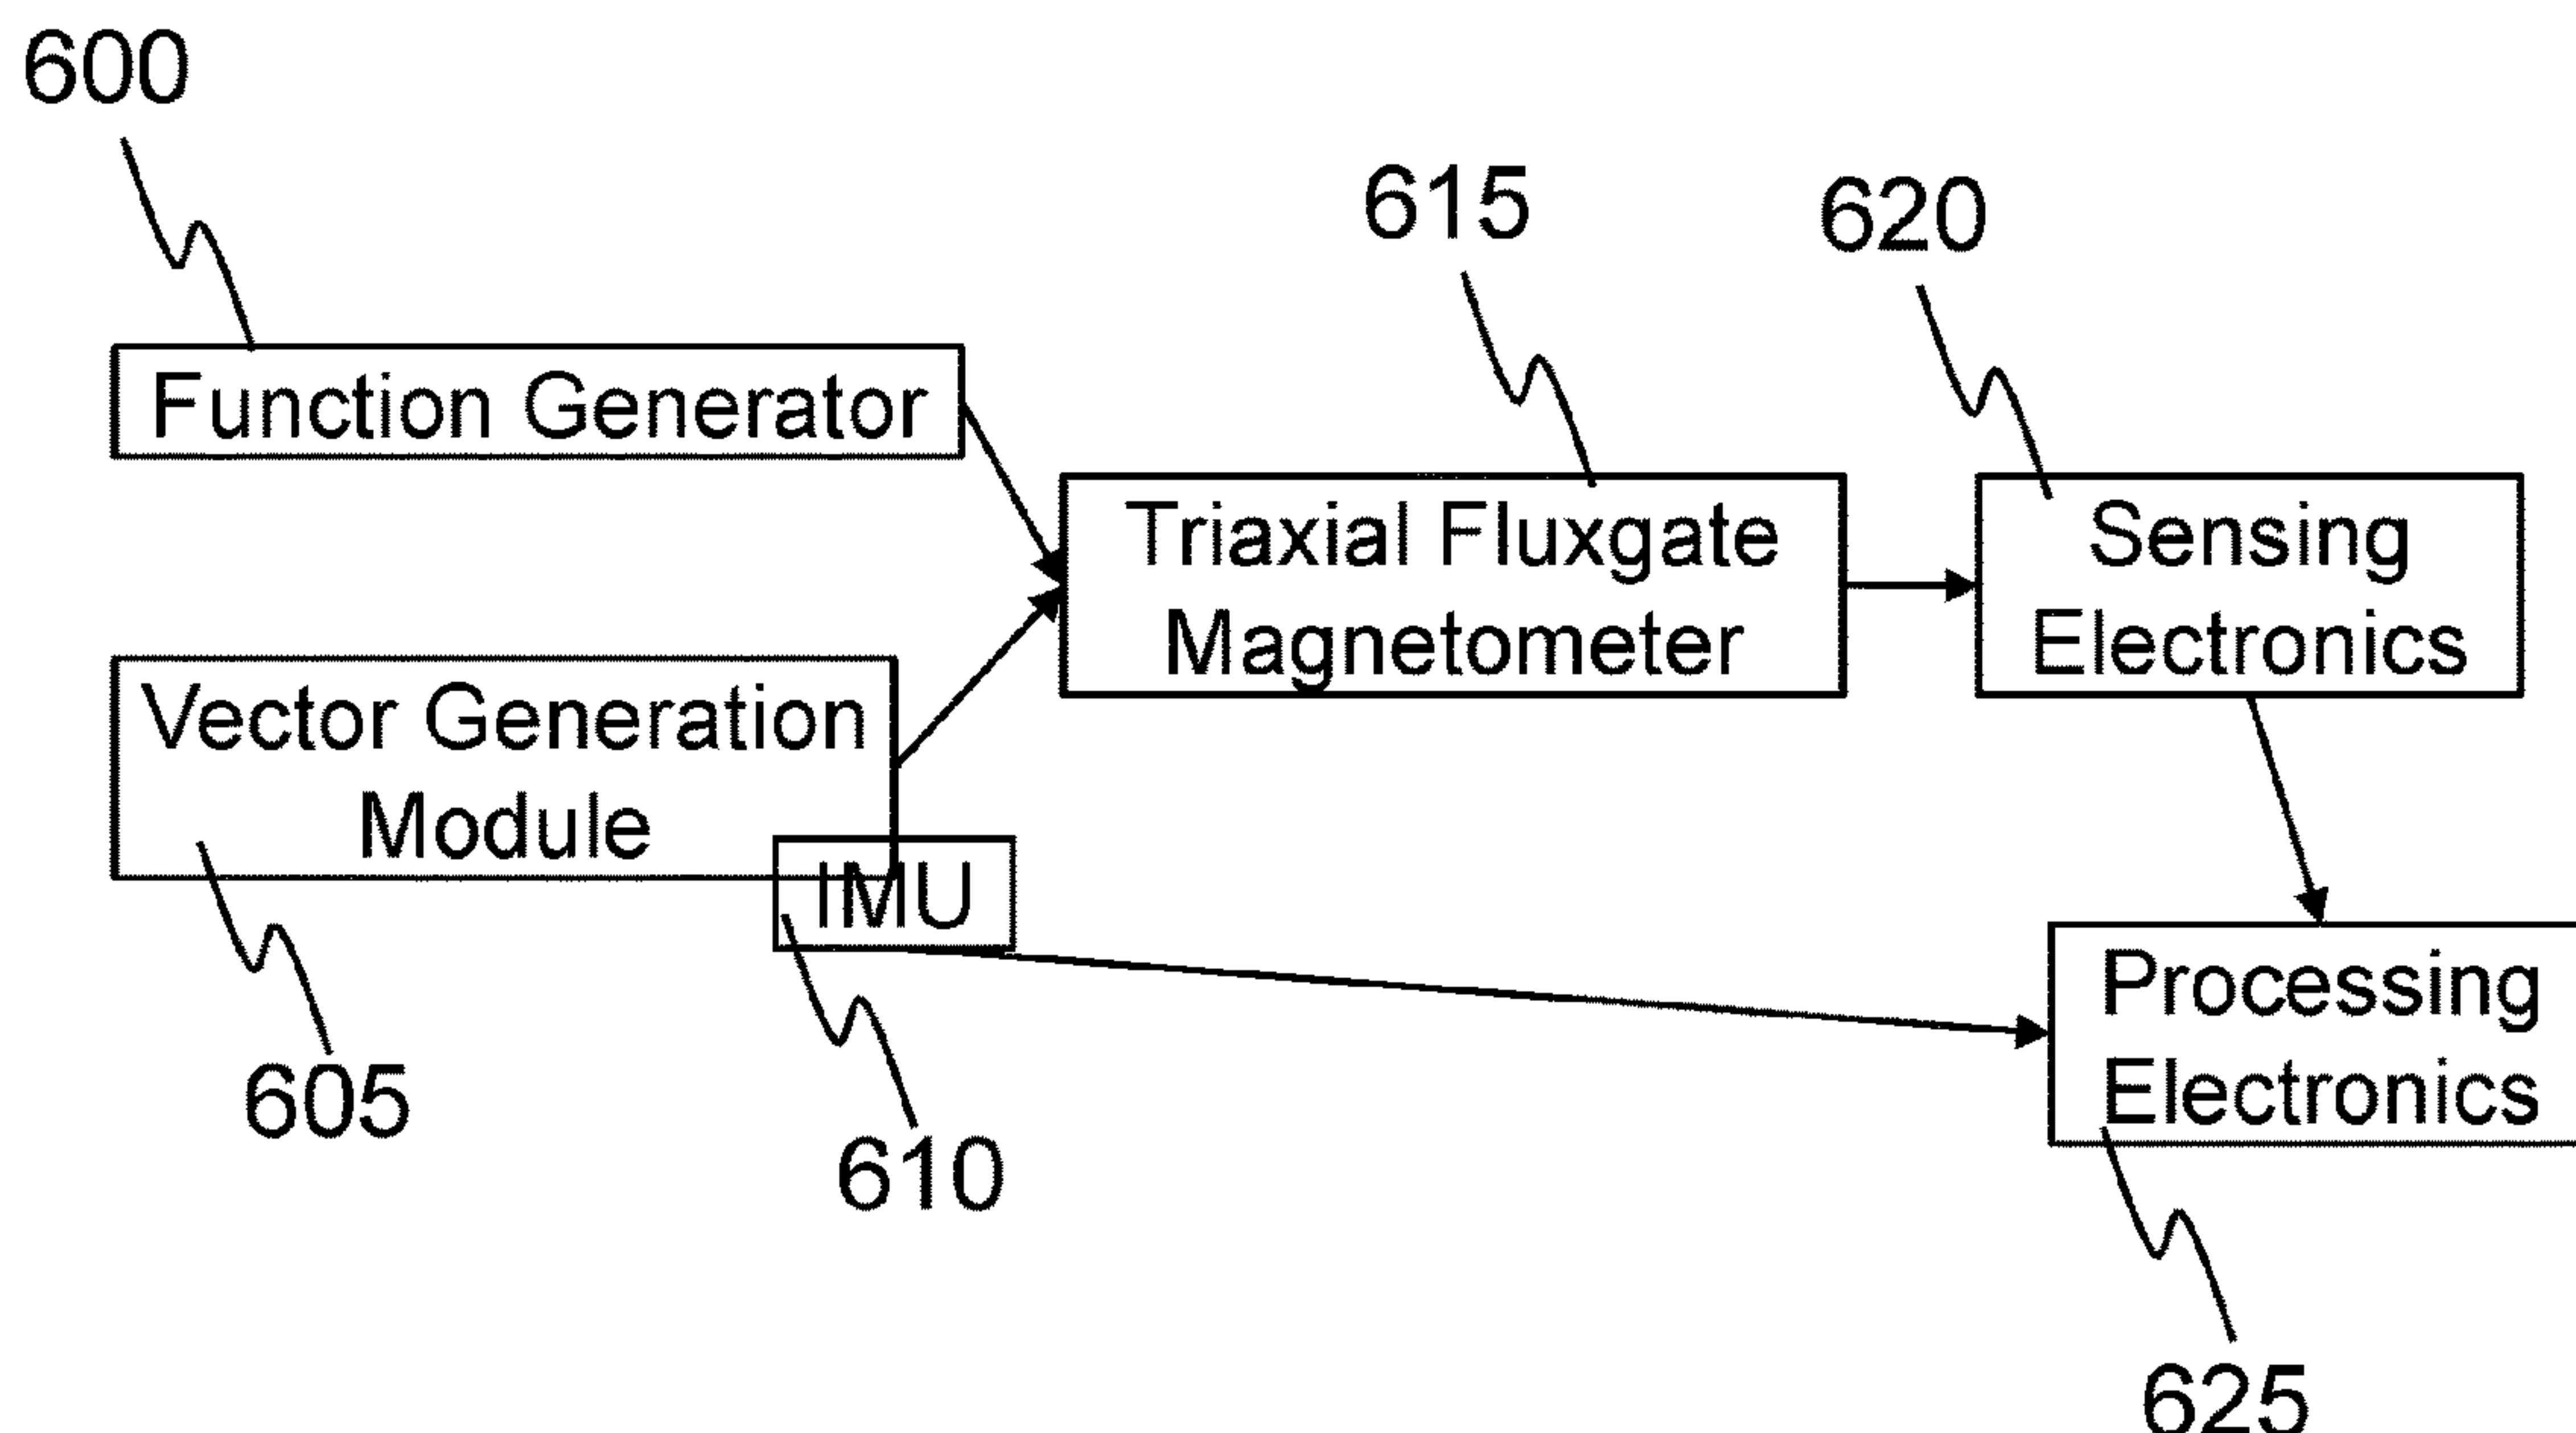 600
615
620
Function Generator
Triaxial Fluxgate
Magnetometer
Sensing
Electronics
Vector Generation
Module
IMU
Processing
Electronics
605
610
625